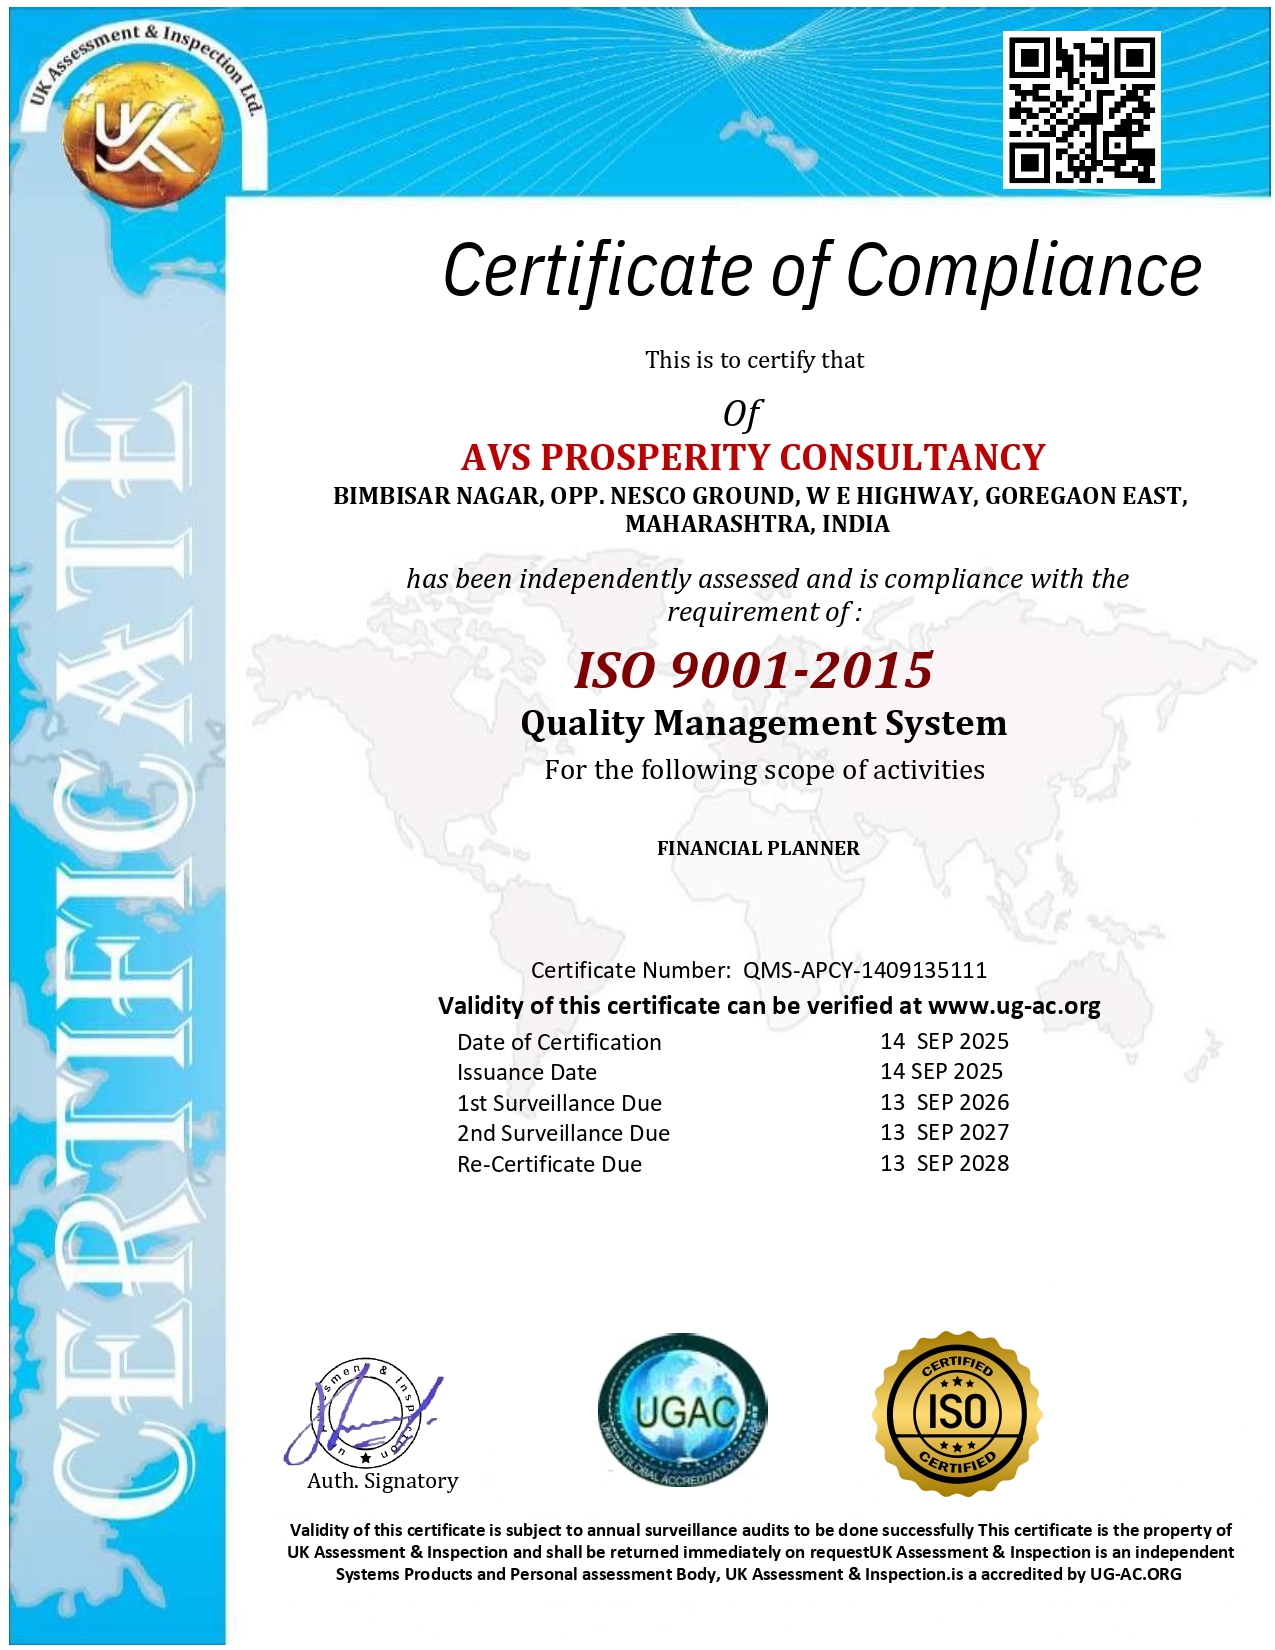 UK Assessment & Inspection Ltd.
UK
CERTIFICATE
Certificate of Compliance
This is to certify that
Of
AVS PROSPERITY CONSULTANCY
BIMBISAR NAGAR, OPP. NESCO GROUND, W E HIGHWAY, GOREGAON EAST,
MAHARASHTRA, INDIA
has been independently assessed and is compliance with the
requirement of :
ISO 9001-2015
Quality Management System
For the following scope of activities
FINANCIAL PLANNER
Certificate Number: QMS-APCY-1409135111
Validity of this certificate can be verified at www.ug-ac.org
Date of Certification 14 SEP 2025
Issuance Date 14 SEP 2025
1st Surveillance Due 13 SEP 2026
2nd Surveillance Due 13 SEP 2027
Re-Certificate Due 13 SEP 2028
& Inspection
Auth. Signatory
UGAC
UNITED GLOBAL ACCREDITATION CENTRE
CERTIFIED
ISO
CERTIFIED
Validity of this certificate is subject to annual surveillance audits to be done successfully This certificate is the property of
UK Assessment & Inspection and shall be returned immediately on requestUK Assessment & Inspection is an independent
Systems Products and Personal assessment Body, UK Assessment & Inspection.is a accredited by UG-AC.ORG